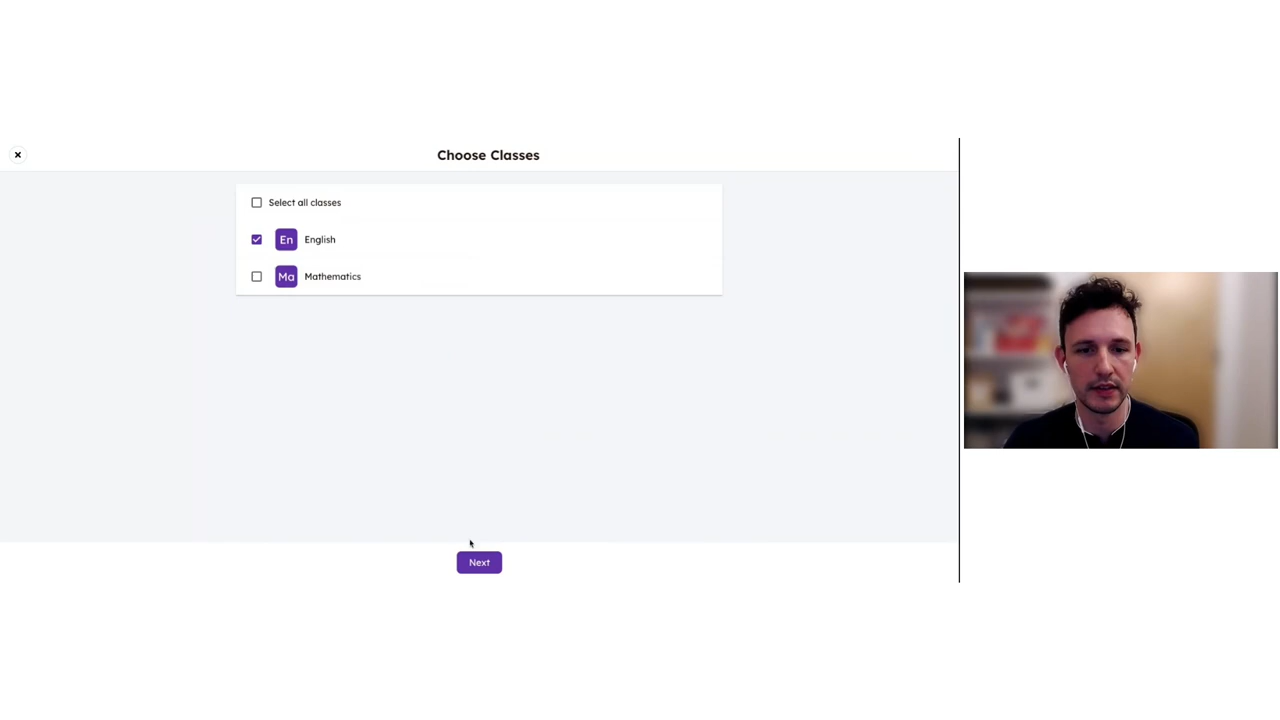 Choose Classes
Select all classes
En English
Ma Mathematics
Next